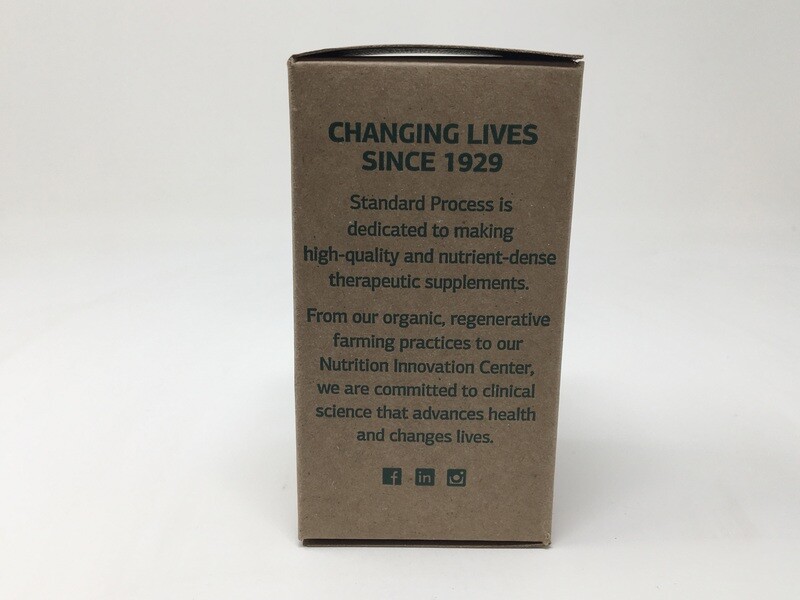 CHANGING LIVES
SINCE 1929
Standard Process is
dedicated to making
high-quality and nutrient-dense
therapeutic supplements.
From our organic, regenerative
farming practices to our
Nutrition Innovation Center,
we are committed to clinical
science that advances health
and changes lives.
f in